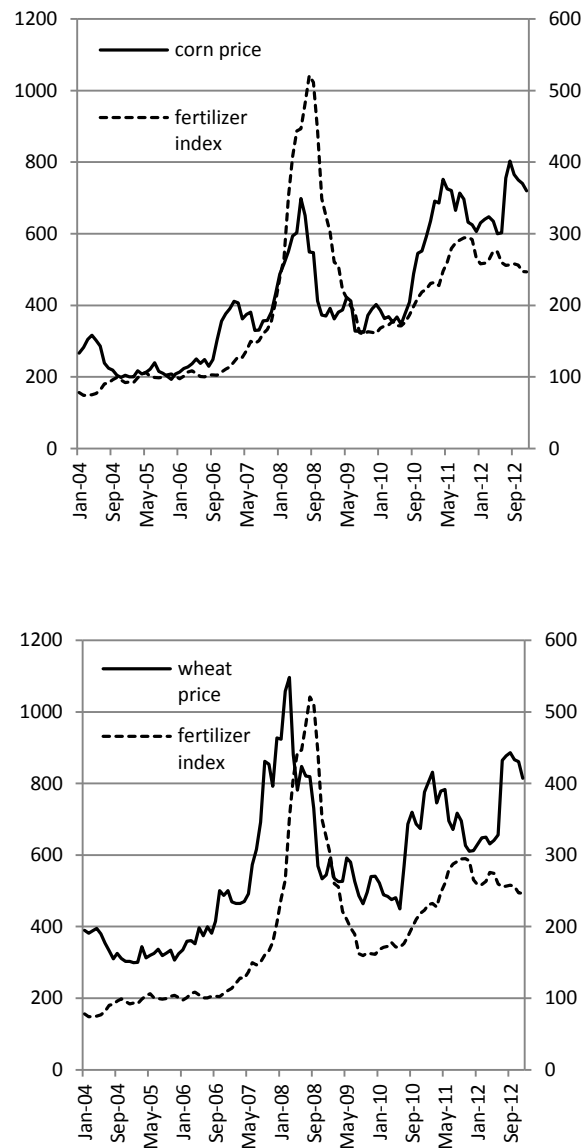 1200 600
corn price
1000 500
fertilizer
index
800 400
600 300
400 200
200 100
0 0
Jan-04
Sep-04
May-05
Jan-06
Sep-06
May-07
Jan-08
Sep-08
May-09
Jan-10
Sep-10
May-11
Jan-12
Sep-12
1200 600
wheat
price
1000 500
fertilizer
index
800 400
600 300
400 200
200 100
0 0
Jan-04
Sep-04
May-05
Jan-06
Sep-06
May-07
Jan-08
Sep-08
May-09
Jan-10
Sep-10
May-11
Jan-12
Sep-12